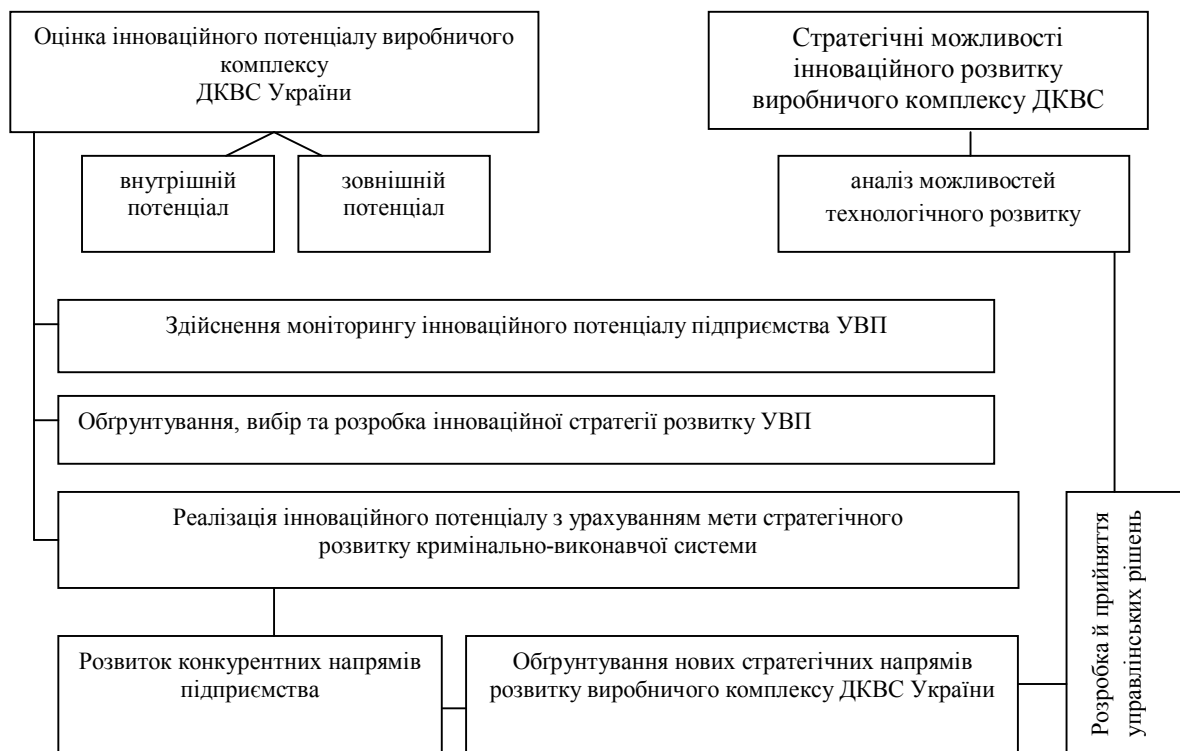 Оцінка інноваційного потенціалу виробничого
комплексу
ДКВС України
Стратегічні можливості
інноваційного розвитку
виробничого комплексу ДКВС
внутрішній
потенціал
зовнішній
потенціал
аналіз можливостей
технологічного розвитку
Здійснення моніторингу інноваційного потенціалу підприємства УВП
Обґрунтування, вибір та розробка інноваційної стратегії розвитку УВП
Реалізація інноваційного потенціалу з урахуванням мети стратегічного
розвитку кримінально-виконавчої системи
Розвиток конкурентних напрямів
підприємства
Обґрунтування нових стратегічних напрямів
розвитку виробничого комплексу ДКВС України
Розробка й прийняття
управлінських рішень